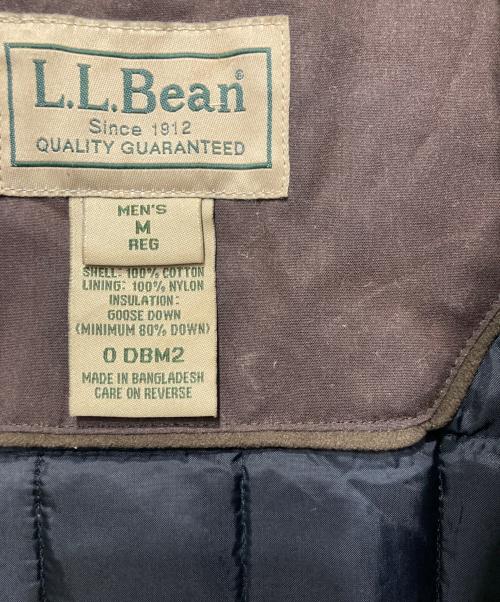 L.L.Bean®
Since 1912
QUALITY GUARANTEED
MEN'S
M
REG
SHELL: 100% COTTON
LINING: 100% NYLON
INSULATION:
GOOSE DOWN
(MINIMUM 80% DOWN)
0 DBM2
MADE IN BANGLADESH
CARE ON REVERSE